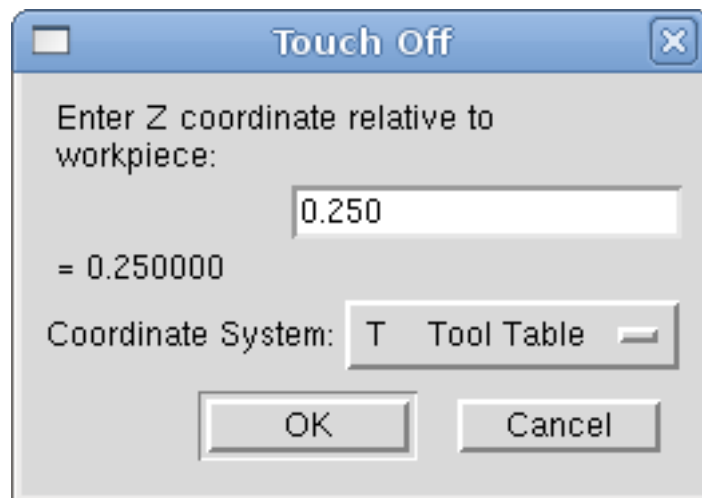 Touch Off
Enter Z coordinate relative to
workpiece:
0.250
= 0.250000
Coordinate System: T Tool Table
OK Cancel